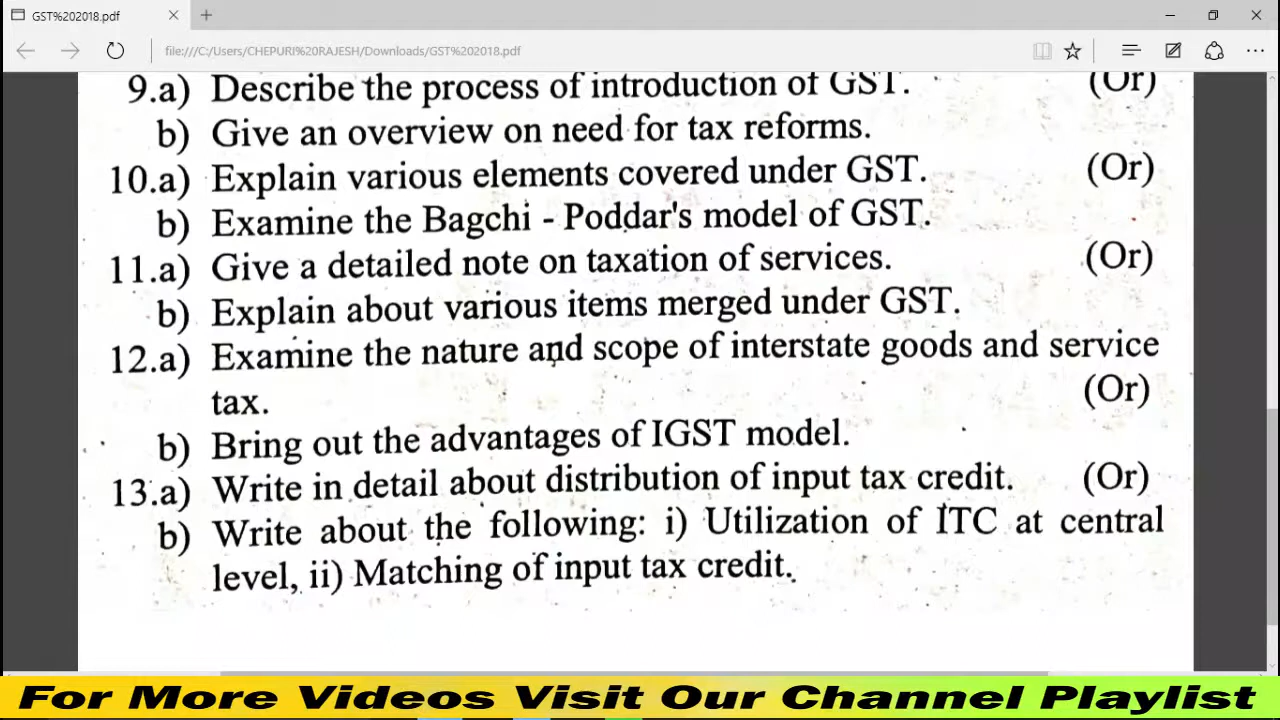 GST%202018.pdf
file:///C:/Users/CHEPURI%20RAJESH/Downloads/GST%202018.pdf
9.a) Describe the process of introduction of GST. (Or)
b) Give an overview on need for tax reforms.
10.a) Explain various elements covered under GST. (Or)
b) Examine the Bagchi - Poddar's model of GST.
11.a) Give a detailed note on taxation of services. (Or)
b) Explain about various items merged under GST.
12.a) Examine the nature and scope of interstate goods and service
tax. (Or)
b) Bring out the advantages of IGST model.
13.a) Write in detail about distribution of input tax credit. (Or)
b) Write about the following: i) Utilization of ITC at central
level, ii) Matching of input tax credit.
For More Videos Visit Our Channel Playlist